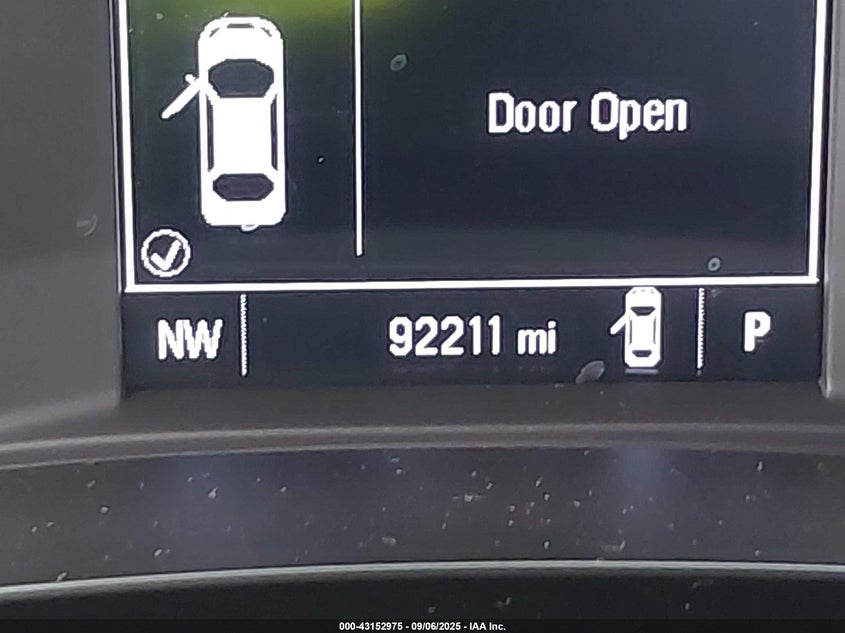 Door Open
NW 92211 mi P
000-43152975 - 09/06/2025 - IAA Inc.